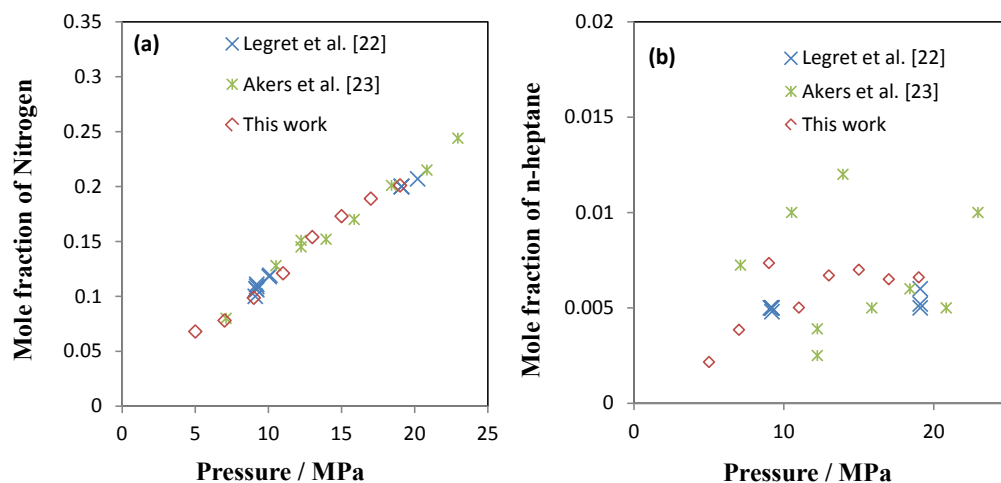 (a)
Legret et al. [22]
Akers et al. [23]
This work
Mole fraction of Nitrogen
0.35
0.3
0.25
0.2
0.15
0.1
0.05
0
0
5
10
15
20
25
Pressure / MPa
(b)
Legret et al. [22]
Akers et al. [23]
This work
Mole fraction of n-heptane
0.02
0.015
0.01
0.005
0
0
10
20
Pressure / MPa